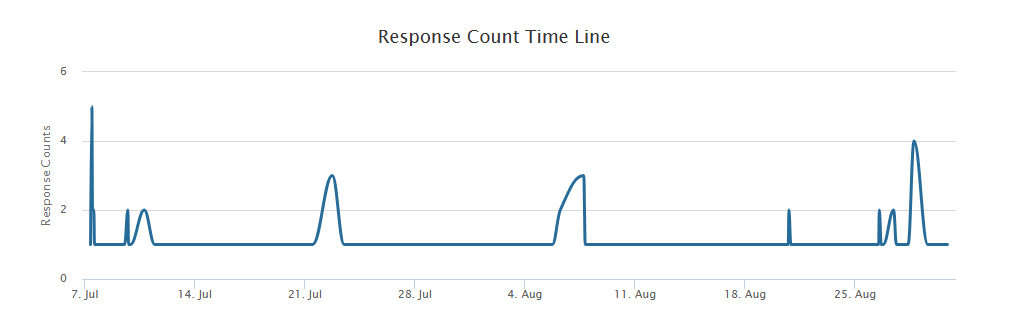 Response Count Time Line
Response Counts
6
4
2
0
7. Jul 14. Jul 21. Jul 28. Jul 4. Aug 11. Aug 18. Aug 25. Aug